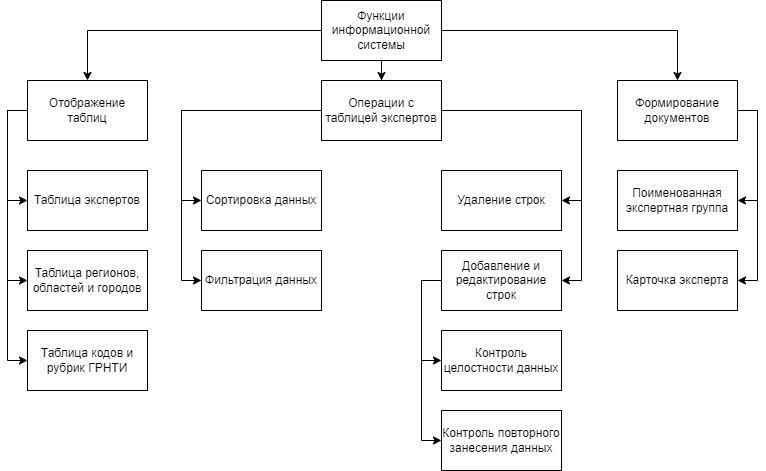 Функции
информационной
системы
Отображение
таблиц
Операции с
таблицей экспертов
Формирование
документов
Таблица экспертов
Сортировка данных
Удаление строк
Поименованная
экспертная группа
Таблица регионов,
областей и городов
Фильтрация данных
Добавление и
редактирование
строк
Карточка эксперта
Таблица кодов и
рубрик ГРНТИ
Контроль
целостности данных
Контроль повторного
занесения данных